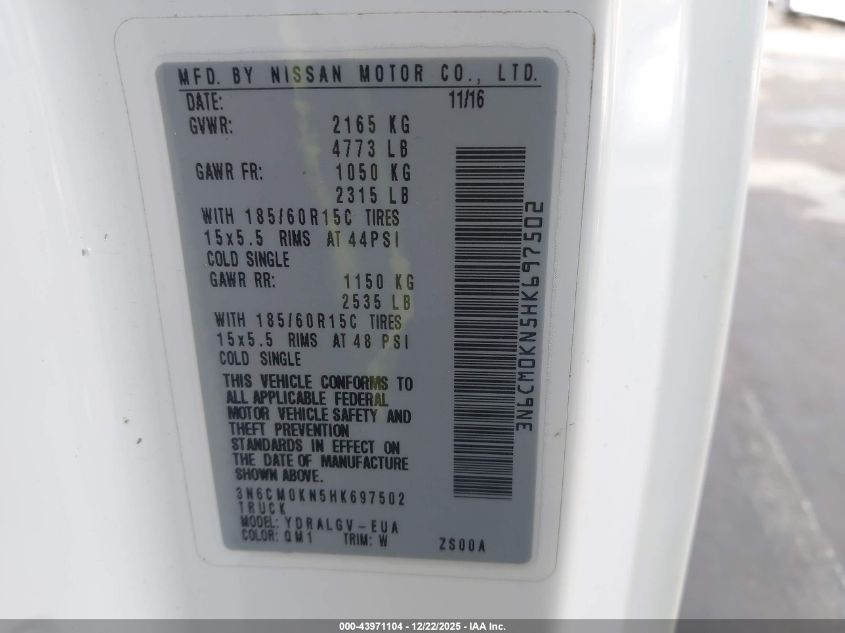 MFD. BY NISSAN MOTOR CO., LTD.
DATE: 11/16
GVWR: 2165 KG
4773 LB
GAWR FR: 1050 KG
2315 LB
WITH 185/60R15C TIRES
15x5.5 RIMS AT 44PSI
COLD SINGLE
GAWR RR: 1150 KG
2535 LB
WITH 185/60R15C TIRES
15x5.5 RIMS AT 48 PSI
COLD SINGLE
THIS VEHICLE CONFORMS TO
ALL APPLICABLE FEDERAL
MOTOR VEHICLE SAFETY AND
THEFT PREVENTION
STANDARDS IN EFFECT ON
THE DATE OF MANUFACTURE
SHOWN ABOVE.
3N6CM0KN5HK697502
TRUCK
MODEL: YDRALGV-EUA
COLOR: QM1 TRIM: W ZS00A
3N6CM0KN5HK697502
000-43971104 - 12/22/2025 - IAA Inc.